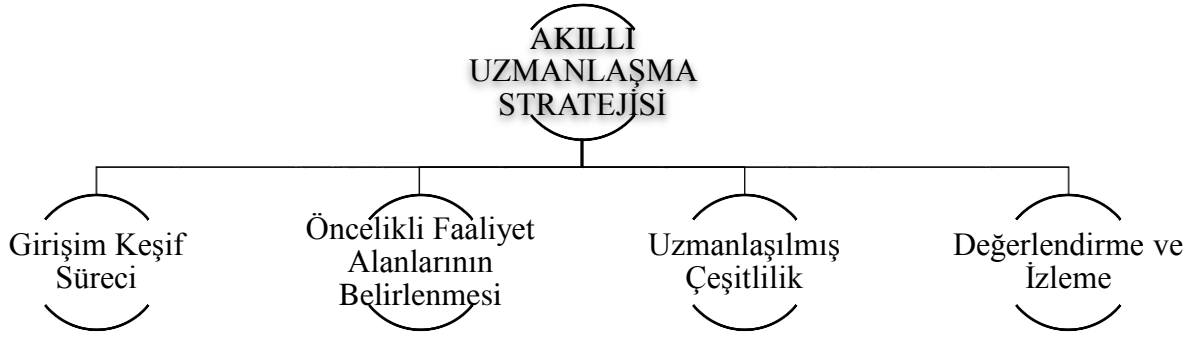 AKILLI
UZMANLAŞMA
STRATEJİSİ
Girişim Keşif
Süreci
Öncelikli Faaliyet
Alanlarının
Belirlenmesi
Uzmanlaşılmış
Çeşitlilik
Değerlendirme ve
İzleme